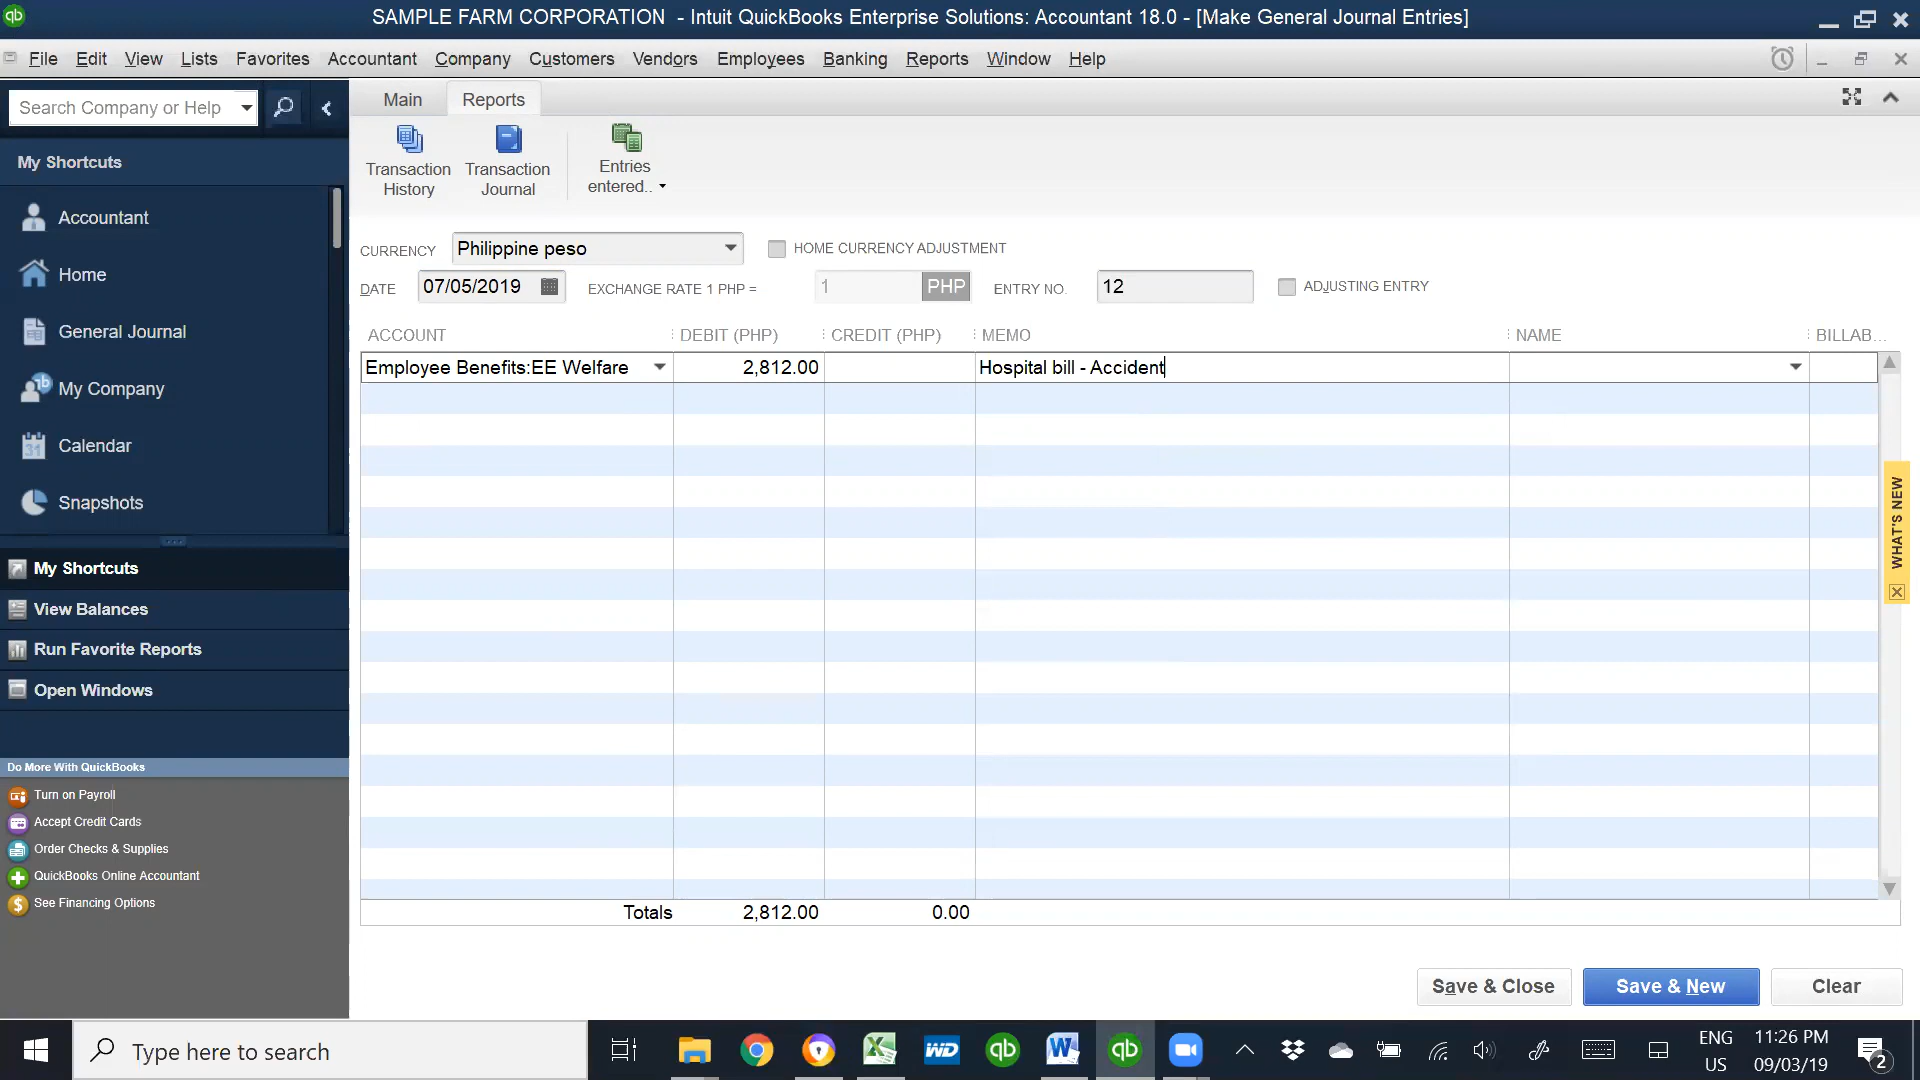 qb
SAMPLE FARM CORPORATION - Intuit QuickBooks Enterprise Solutions: Accountant 18.0 - [Make General Journal Entries]
File Edit View Lists Favorites Accountant Company Customers Vendors Employees Banking Reports Window Help
Search Company or Help
Main Reports
Transaction History
Transaction Journal
Entries entered..
My Shortcuts
Accountant
Home
General Journal
My Company
Calendar
Snapshots
My Shortcuts
View Balances
Run Favorite Reports
Open Windows
Do More With QuickBooks
Turn on Payroll
Accept Credit Cards
Order Checks & Supplies
QuickBooks Online Accountant
See Financing Options
CURRENCY Philippine peso HOME CURRENCY ADJUSTMENT
DATE 07/05/2019 EXCHANGE RATE 1 PHP = 1 PHP ENTRY NO. 12 ADJUSTING ENTRY
ACCOUNT DEBIT (PHP) CREDIT (PHP) MEMO NAME BILLAB...
Employee Benefits:EE Welfare 2,812.00 Hospital bill - Accident
Totals 2,812.00 0.00
WHAT'S NEW
Save & Close Save & New Clear
Type here to search
WD
qb
W
qb
ENG
US
11:26 PM
09/03/19
2